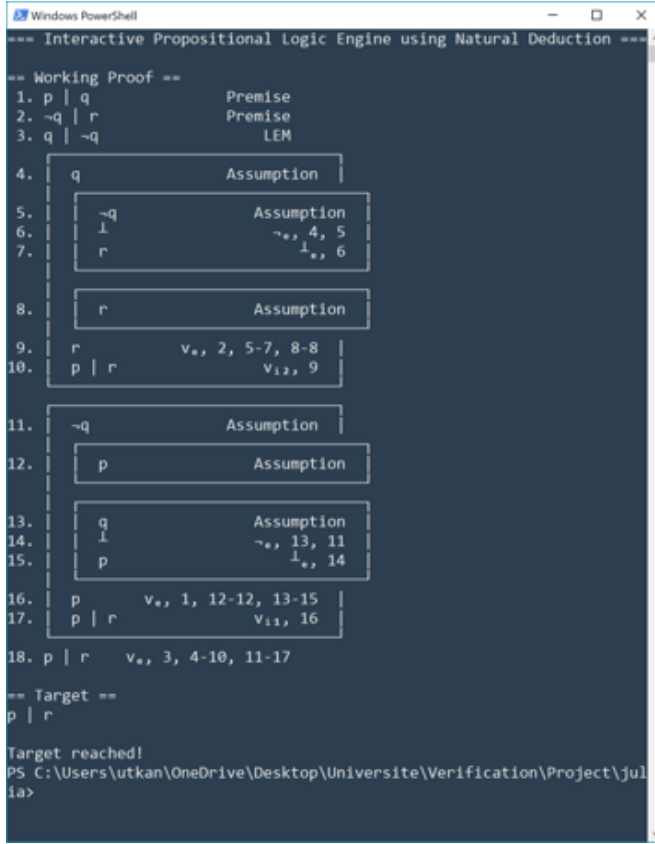 Windows PowerShell
=== Interactive Propositional Logic Engine using Natural Deduction ===
== Working Proof ==
1. p | q Premise
2. ¬q | r Premise
3. q | ¬q LEM
4. q Assumption
5. ¬q Assumption
6. ⊥ ¬ₑ, 4, 5
7. r ⊥ₑ, 6
8. r Assumption
9. r vₑ, 2, 5-7, 8-8
10. p | r vᵢ₂, 9
11. ¬q Assumption
12. p Assumption
13. q Assumption
14. ⊥ ¬ₑ, 13, 11
15. p ⊥ₑ, 14
16. p vₑ, 1, 12-12, 13-15
17. p | r vᵢ₁, 16
18. p | r vₑ, 3, 4-10, 11-17
== Target ==
p | r
Target reached!
PS C:\Users\utkan\OneDrive\Desktop\Universite\Verification\Project\jul
ia>